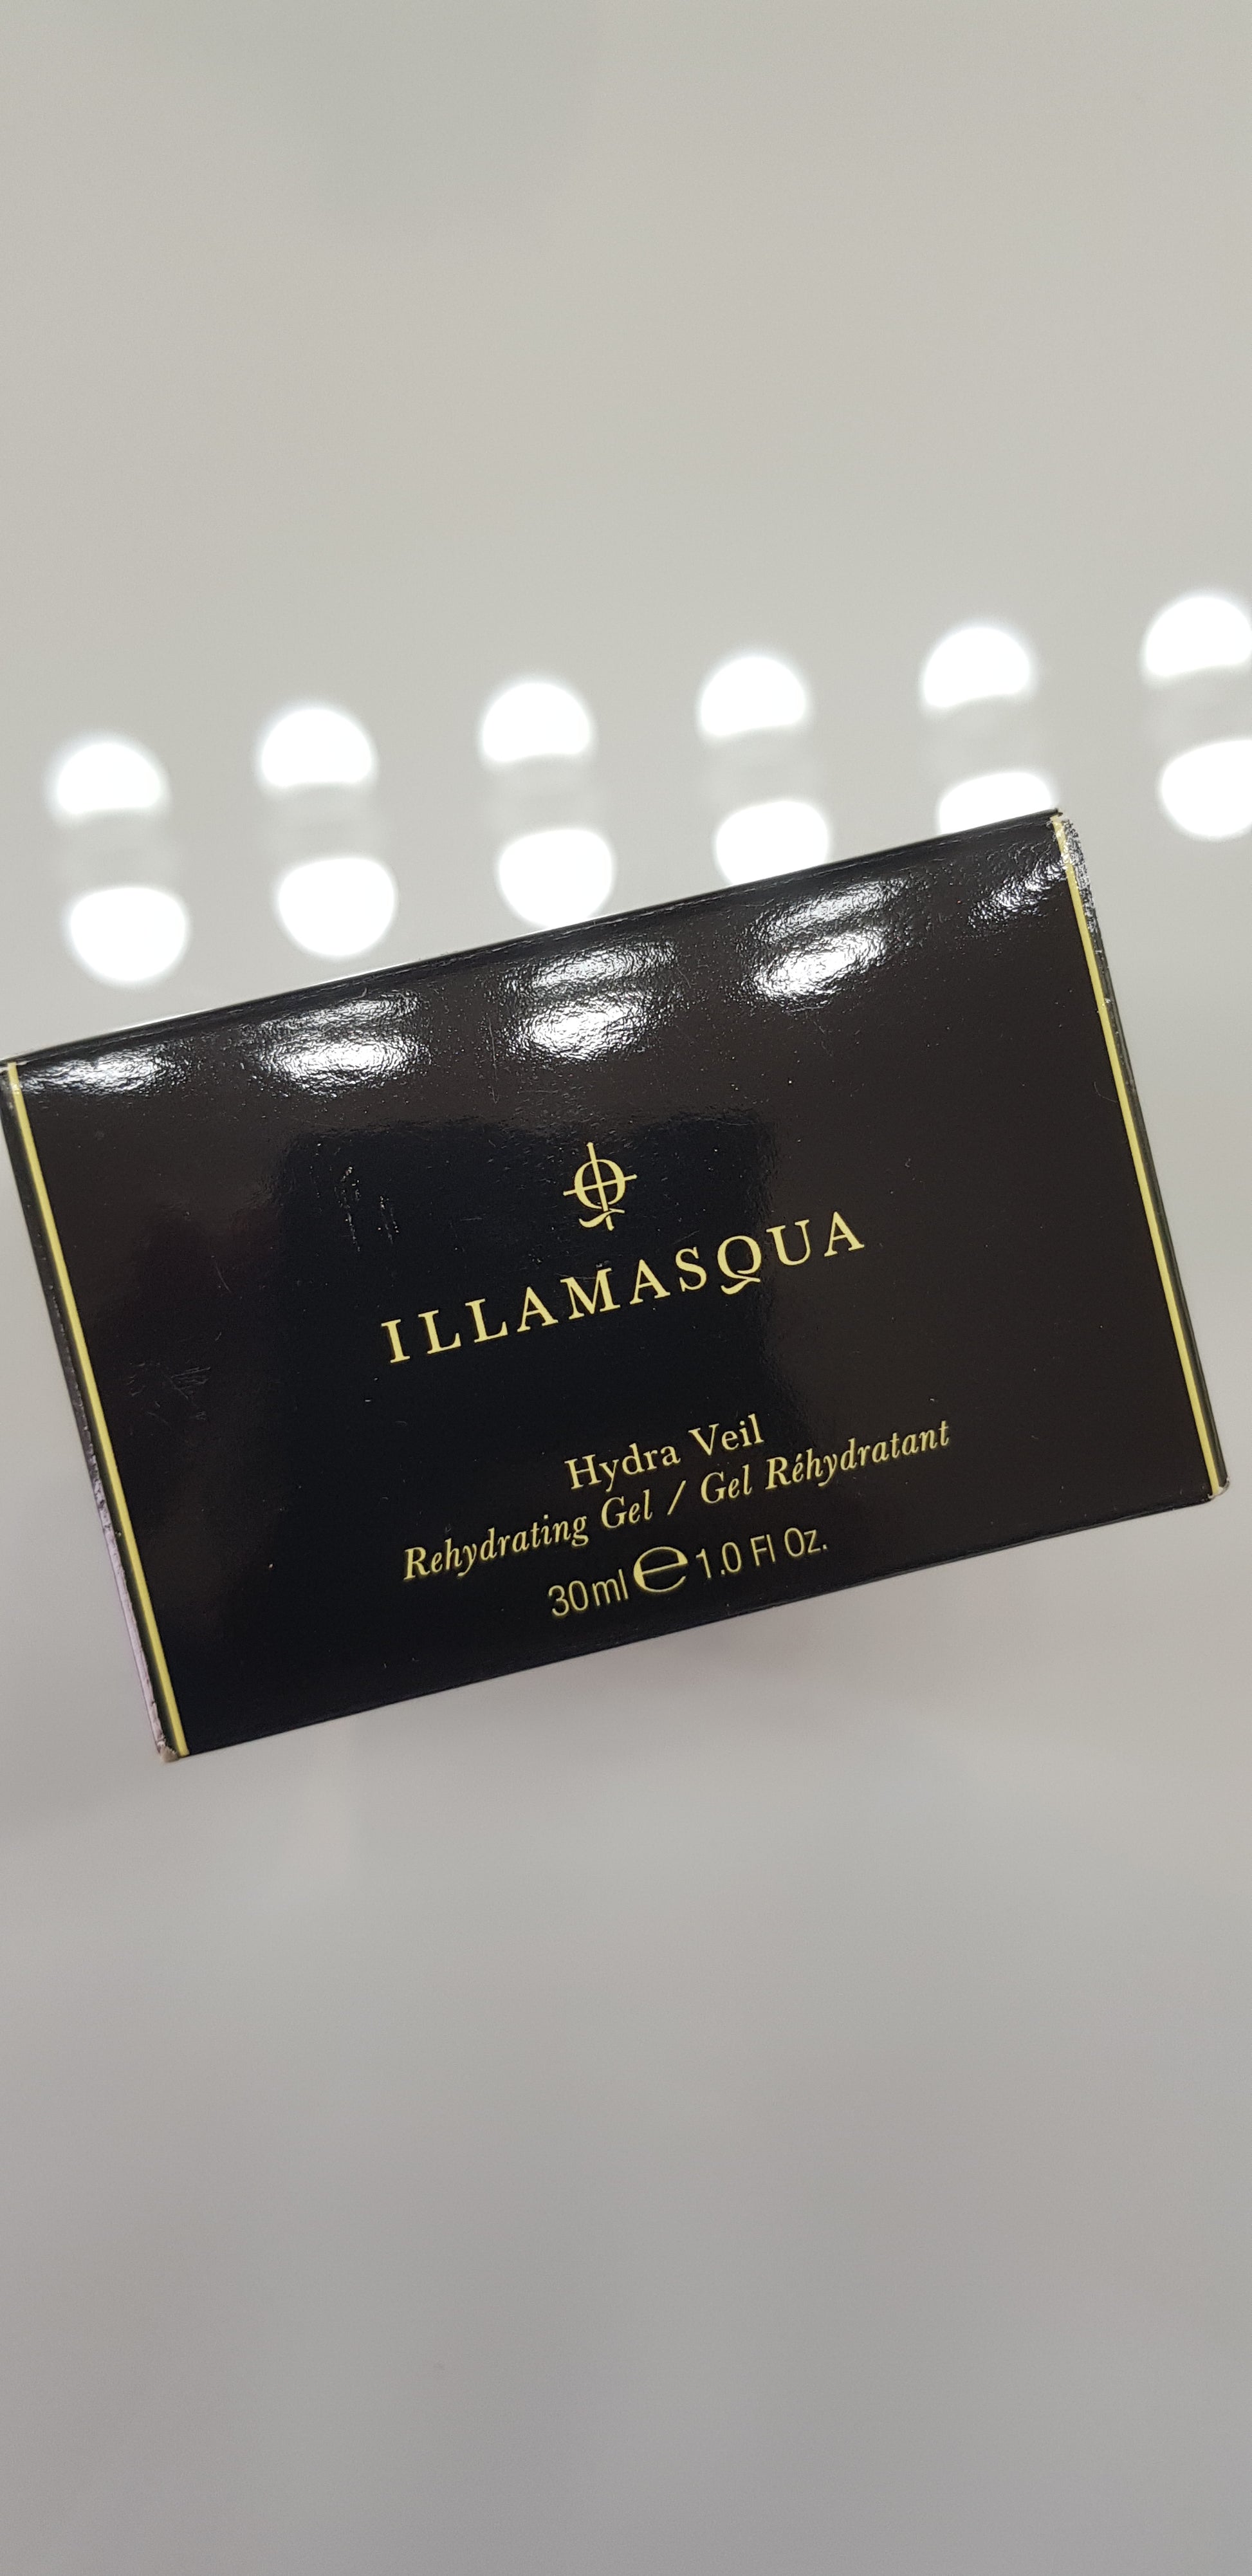 ILLAMASQUA
Hydra Veil
Rehydrating Gel / Gel Réhydratant
30ml e 1.0 Fl Oz.